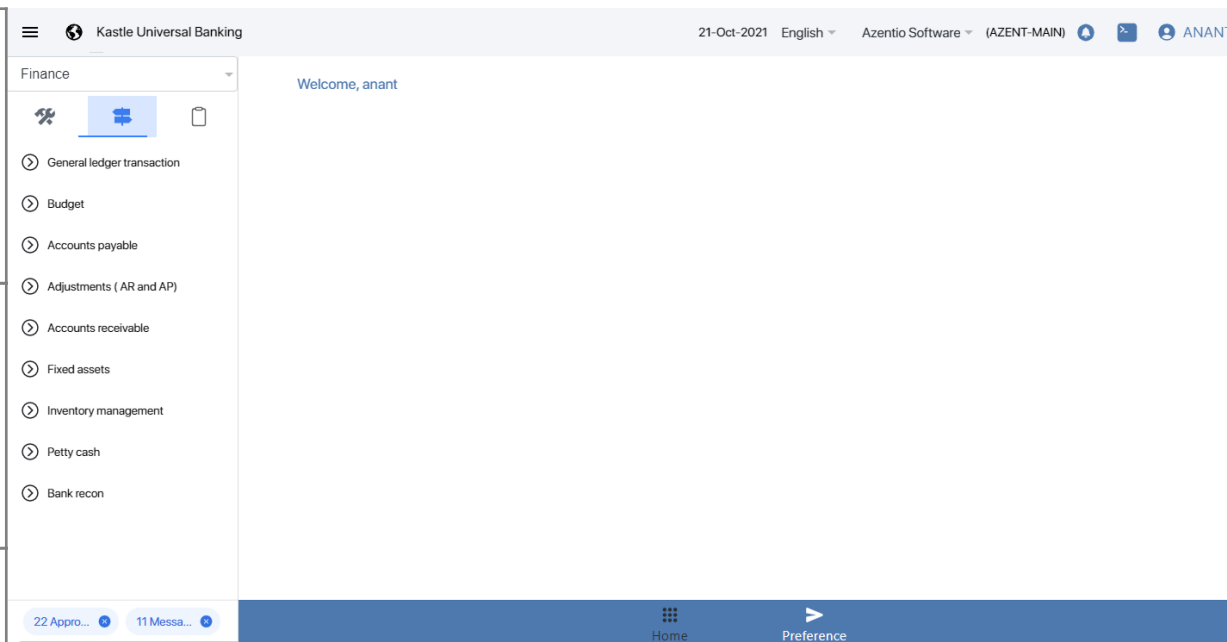 Kastle Universal Banking
21-Oct-2021 English Azentio Software (AZENT-MAIN) ANANT
Finance
Welcome, anant
General ledger transaction
Budget
Accounts payable
Adjustments ( AR and AP)
Accounts receivable
Fixed assets
Inventory management
Petty cash
Bank recon
22 Appro... 11 Messa...
Home Preference